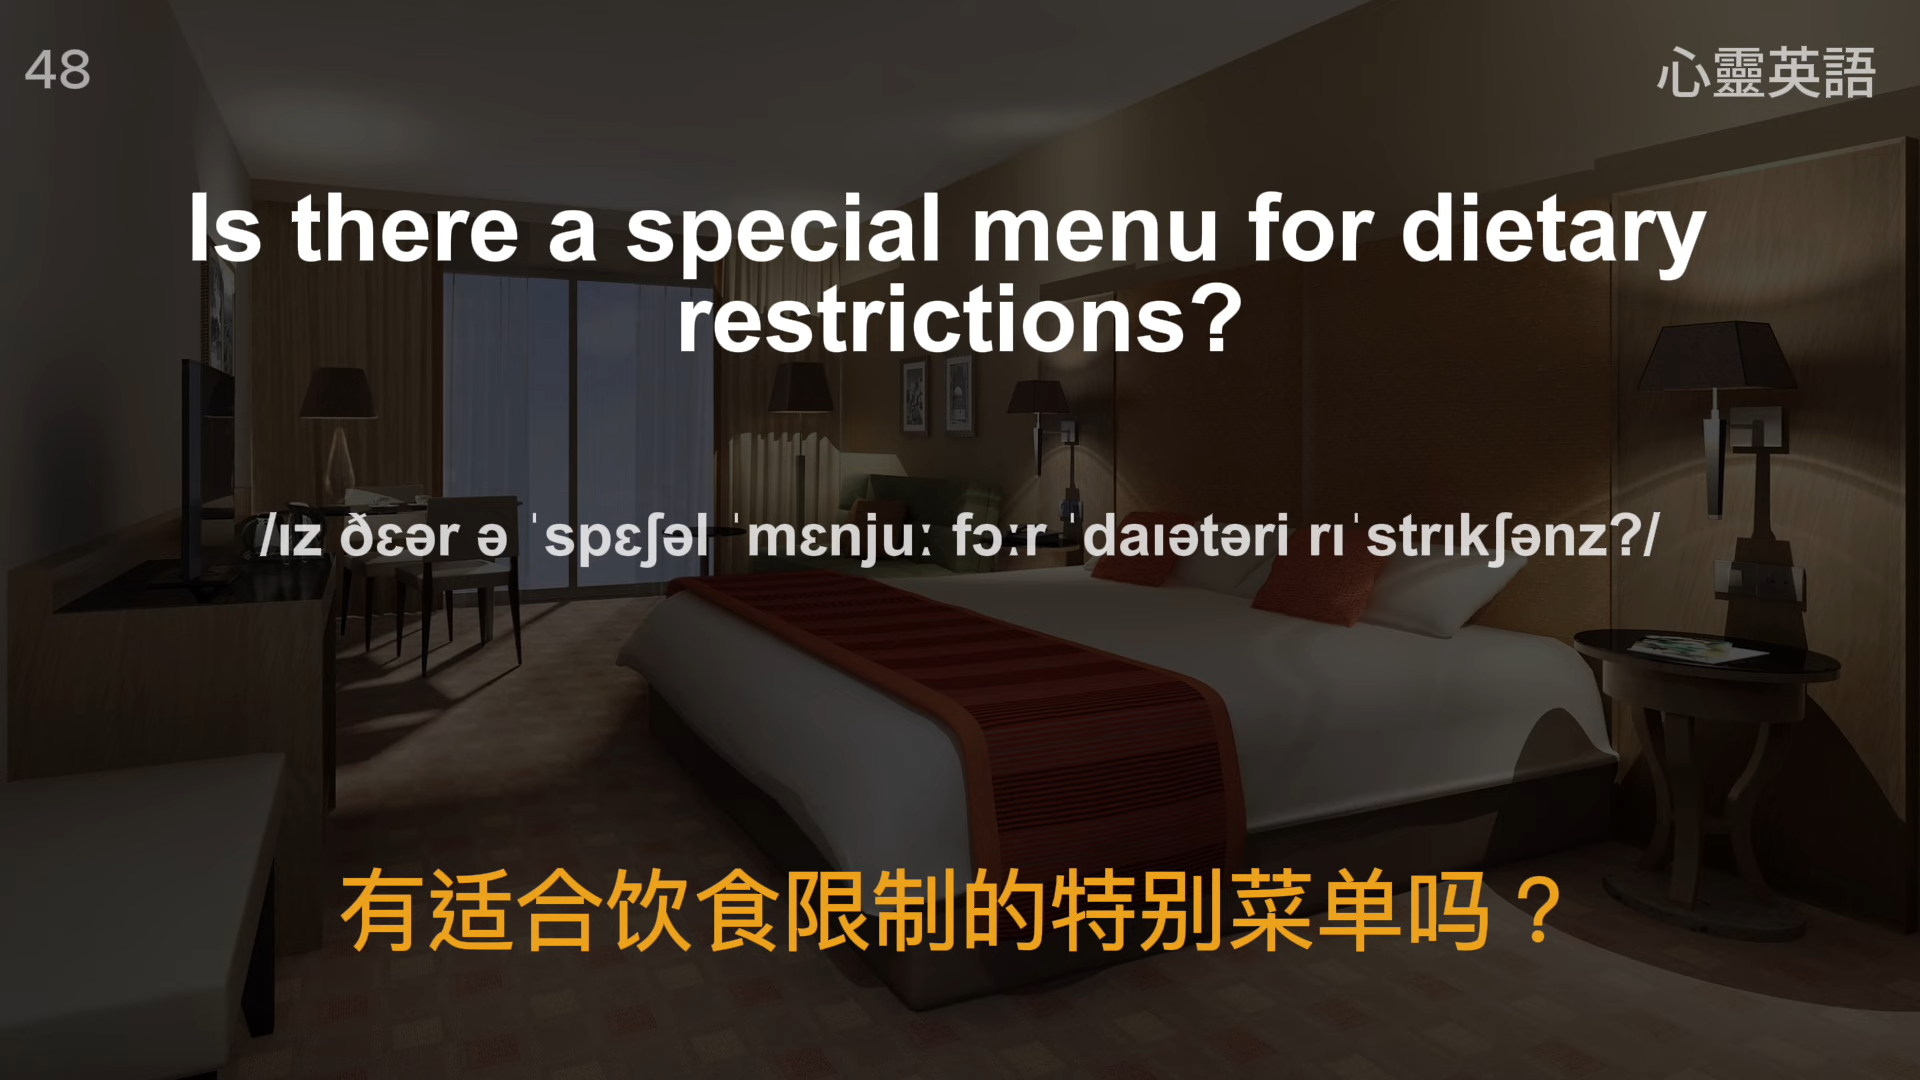 48
心靈英語
Is there a special menu for dietary
restrictions?
/ɪz ðɛər ə ˈspɛʃəl ˈmɛnjuː fɔːr ˈdaɪətəri rɪˈstrɪkʃənz?/
有适合饮食限制的特别菜单吗？